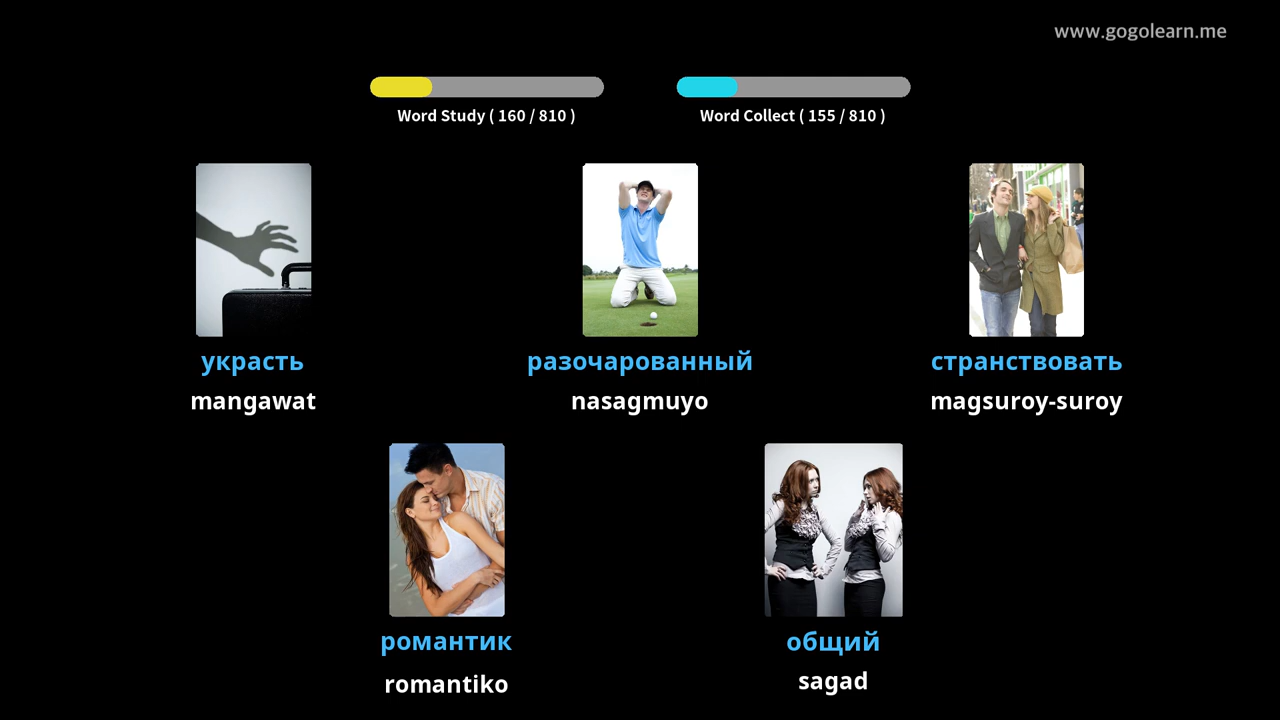 www.gogolearn.me
Word Study ( 160 / 810 )
Word Collect ( 155 / 810 )
украсть
mangawat
разочарованный
nasagmuyo
странствовать
magsuroy-suroy
романтик
romantiko
общий
sagad